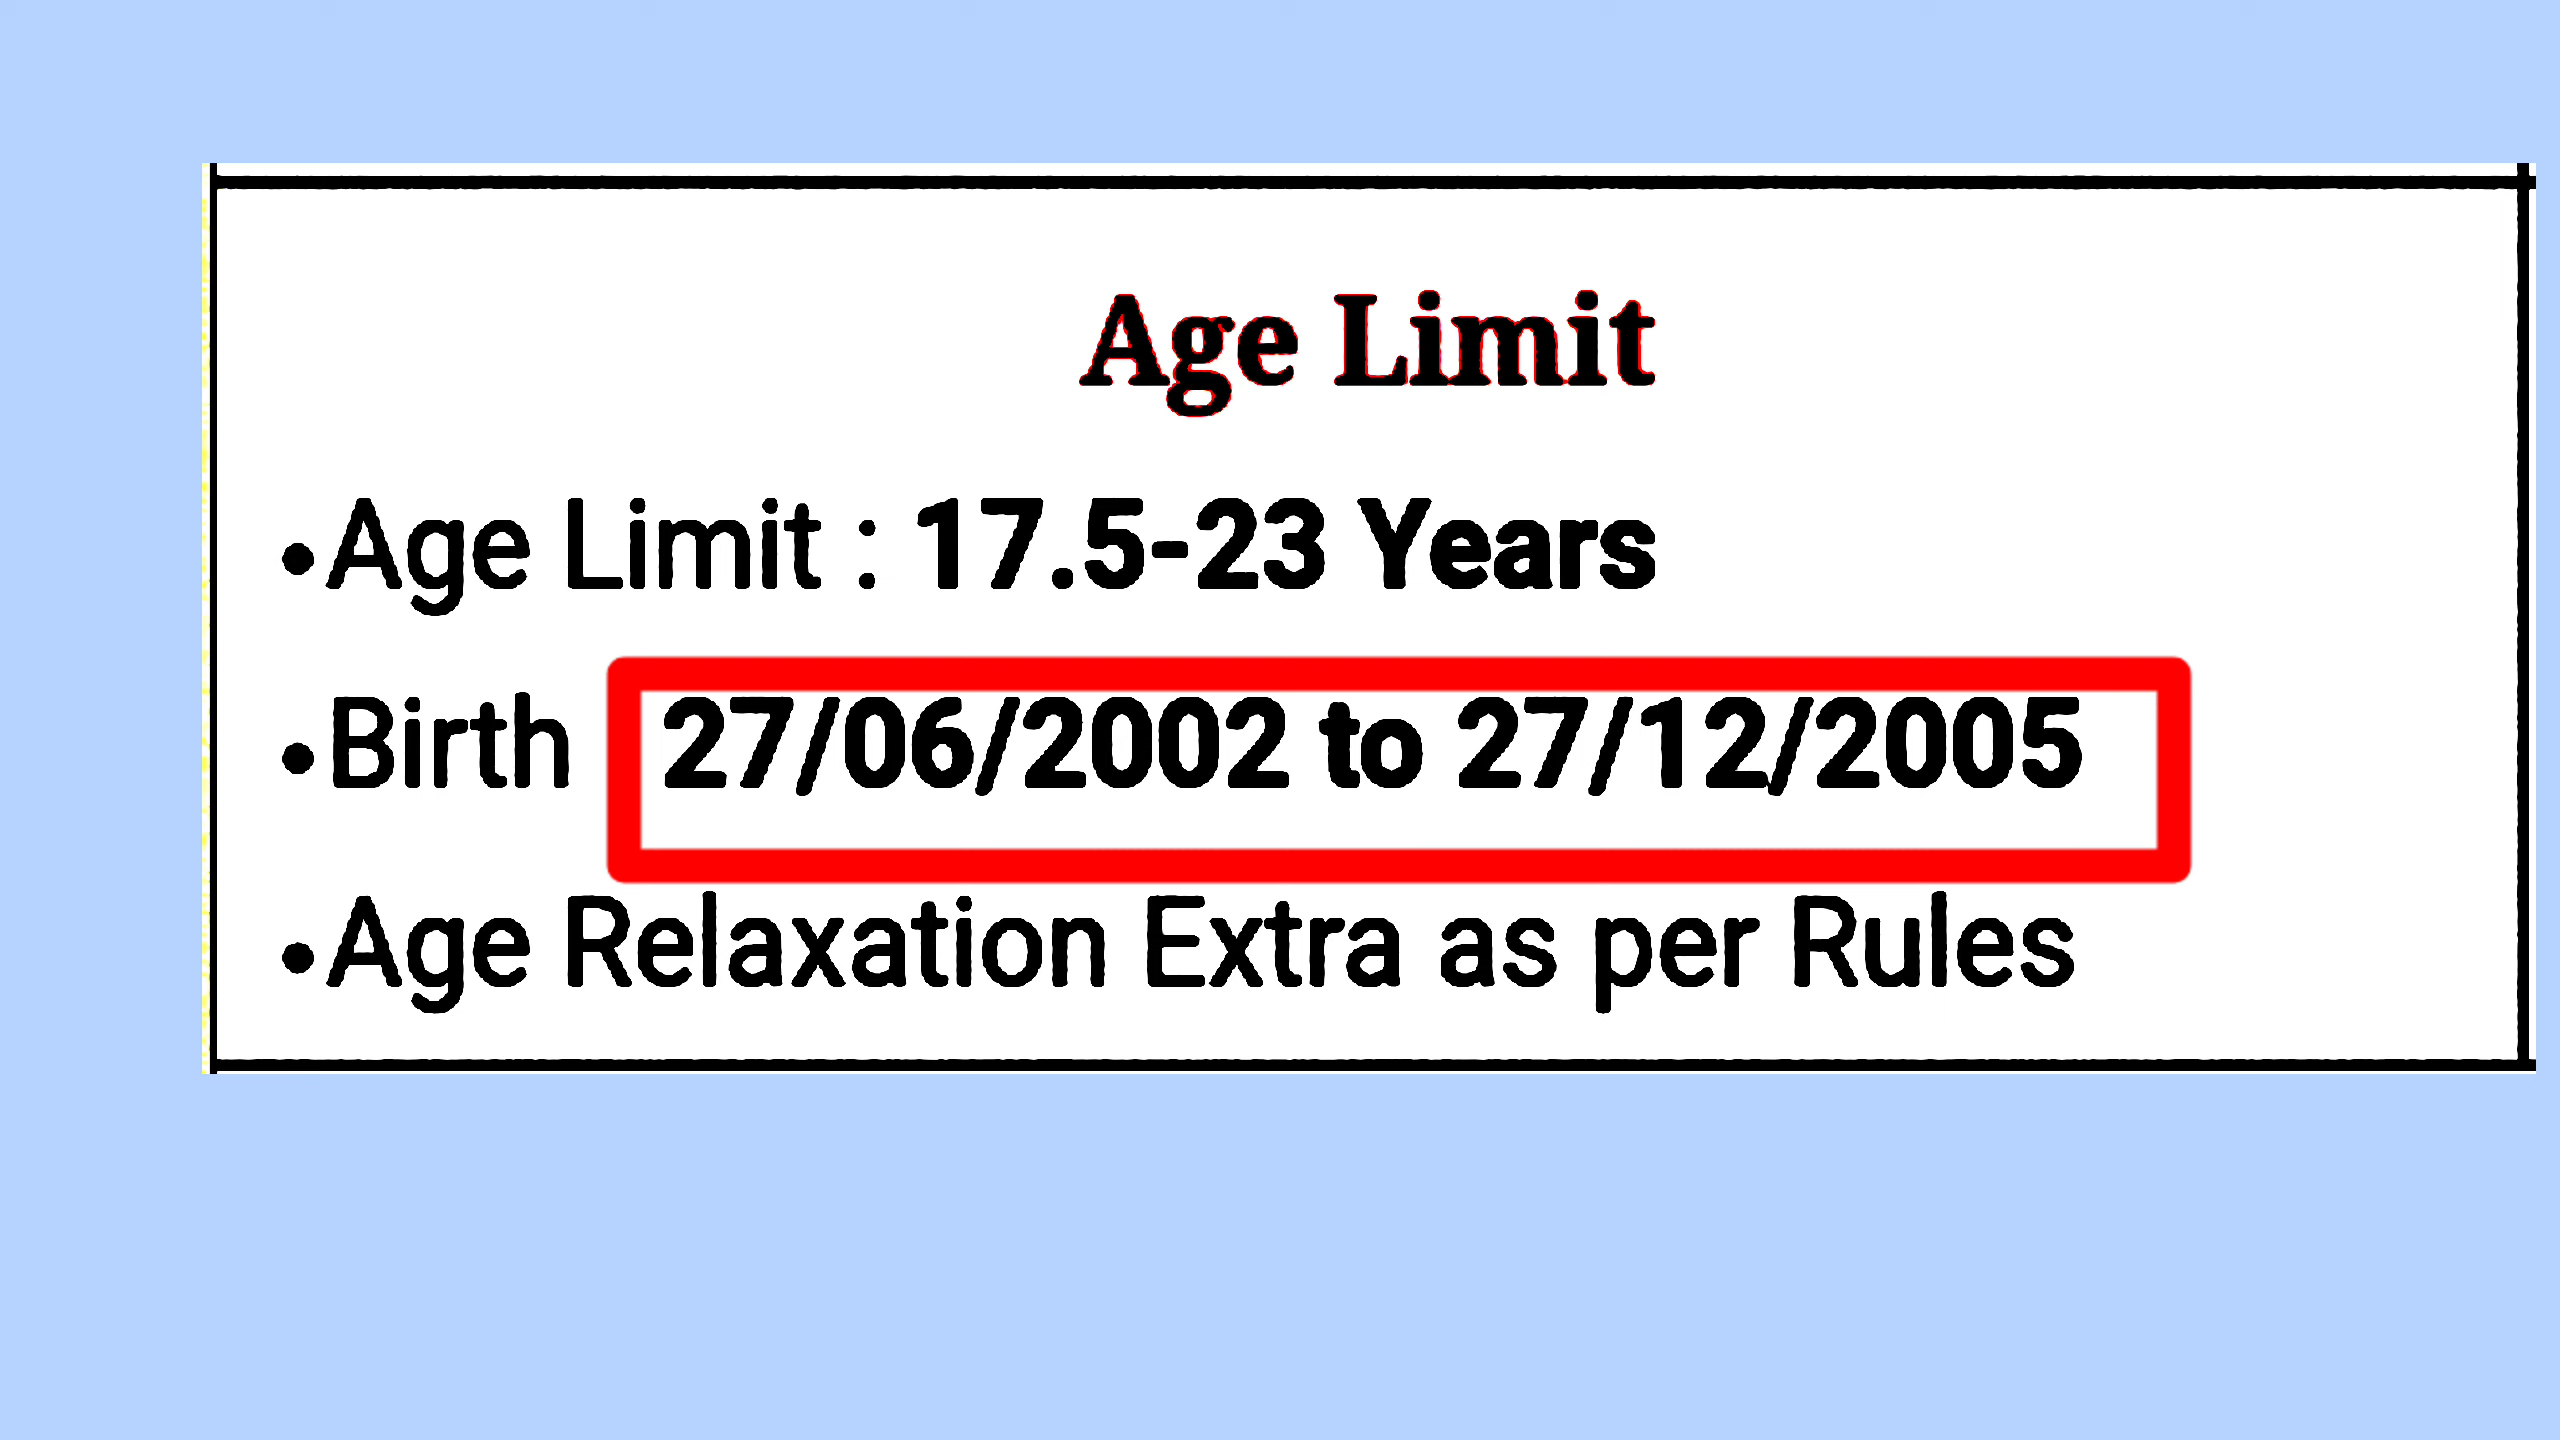 Age Limit
•Age Limit : 17.5-23 Years
•Birth 27/06/2002 to 27/12/2005
•Age Relaxation Extra as per Rules